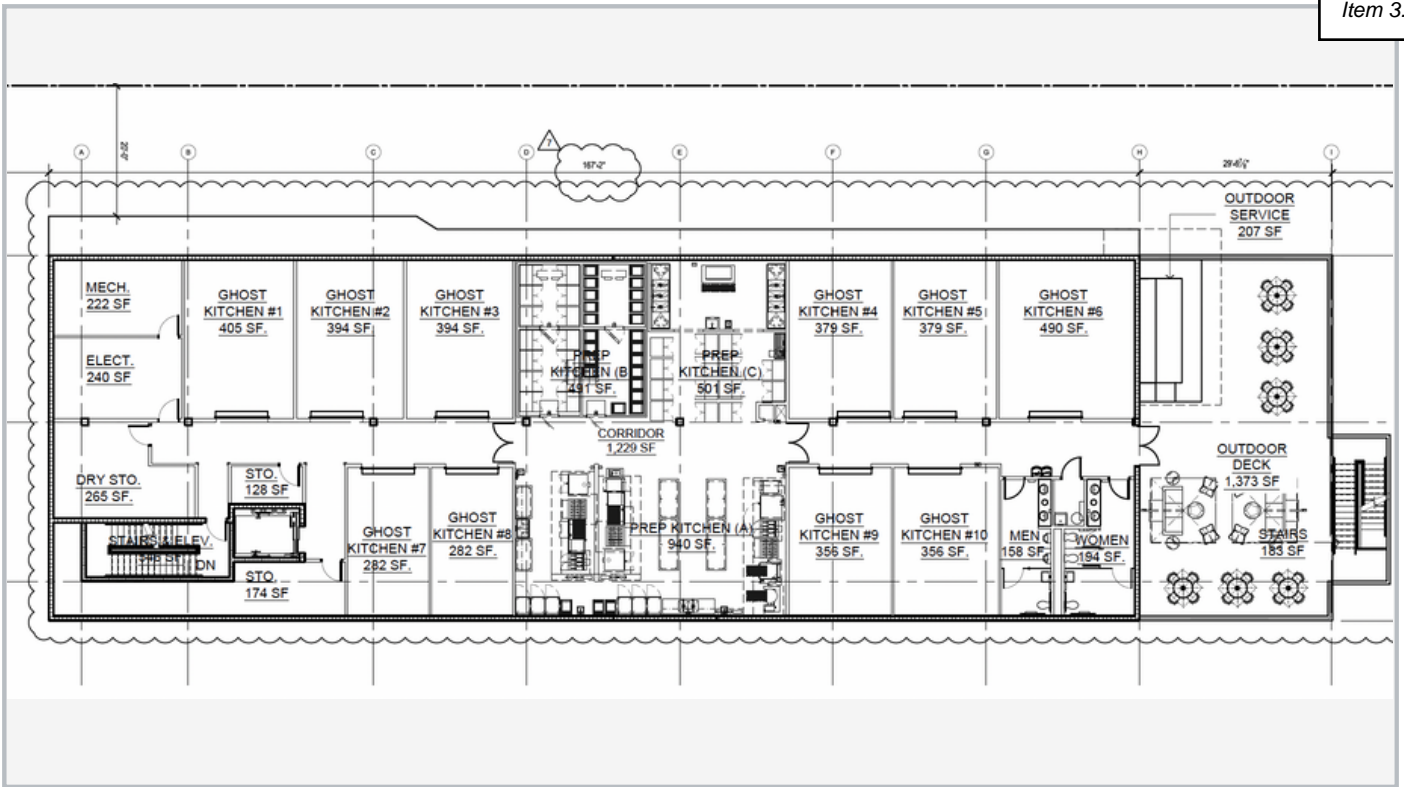 Item 3.
A
B
C
D
7
E
F
G
H
I
20'-0"
167'-2"
OUTDOOR
SERVICE
207 SF
MECH.
222 SF
GHOST
KITCHEN #1
405 SF.
GHOST
KITCHEN #2
394 SF.
GHOST
KITCHEN #3
394 SF.
GHOST
KITCHEN #4
379 SF.
GHOST
KITCHEN #5
379 SF.
GHOST
KITCHEN #6
490 SF.
ELECT.
240 SF
PREP
KITCHEN (B)
491 SF.
PREP
KITCHEN (C)
501 SF.
CORRIDOR
1,229 SF
DRY STO.
265 SF.
STO.
128 SF
OUTDOOR
DECK
1,373 SF
GHOST
KITCHEN #7
282 SF.
GHOST
KITCHEN #8
282 SF.
PREP KITCHEN (A)
940 SF.
GHOST
KITCHEN #9
356 SF.
GHOST
KITCHEN #10
356 SF.
MEN
158 SF
WOMEN
194 SF.
STAIRS
183 SF
STAIRS & ELEV.
SF
DN
STO.
174 SF